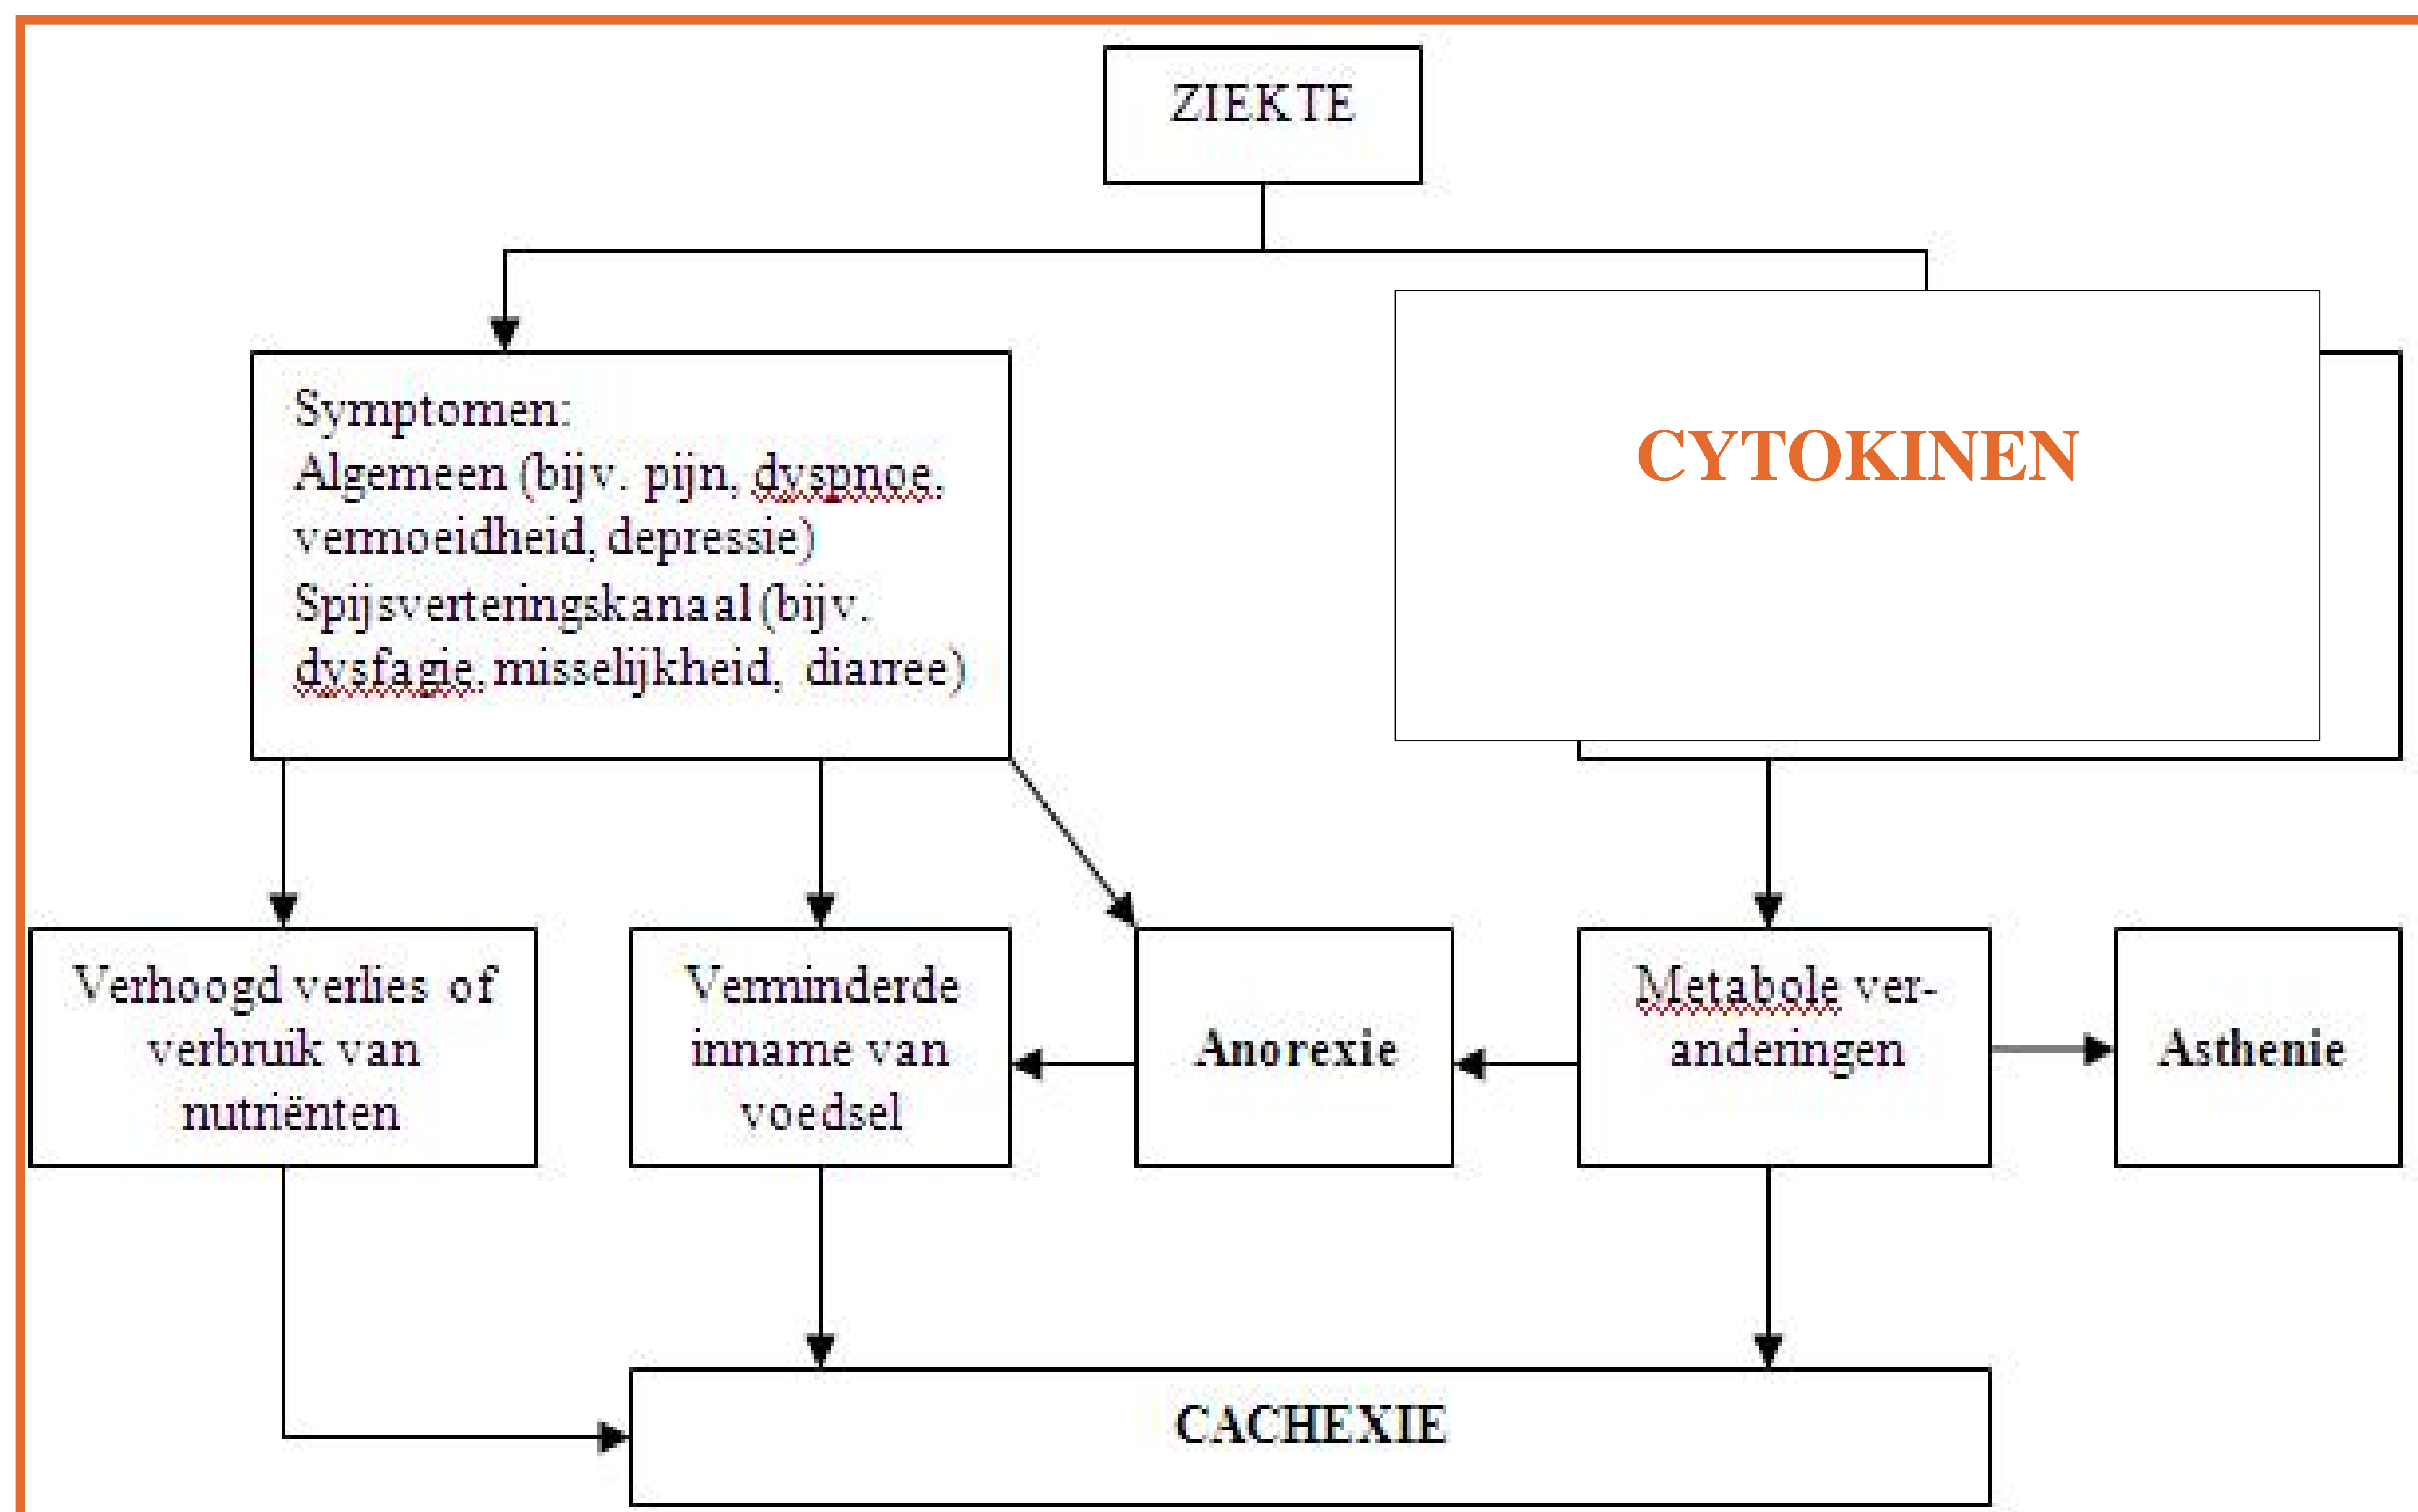 ZIEKTE
Symptomen:
Algemeen (bijv. pijn, dyspnoe,
vermoeidheid, depressie)
Spijsverteringskanaal (bijv.
dysfagie, misselijkheid, diarree)
CYTOKINEN
Verhoogd verlies of
verbruik van
nutriënten
Verminderde
inname van
voedsel
Anorexie
Metabole ver-
anderingen
Asthenie
CACHEXIE